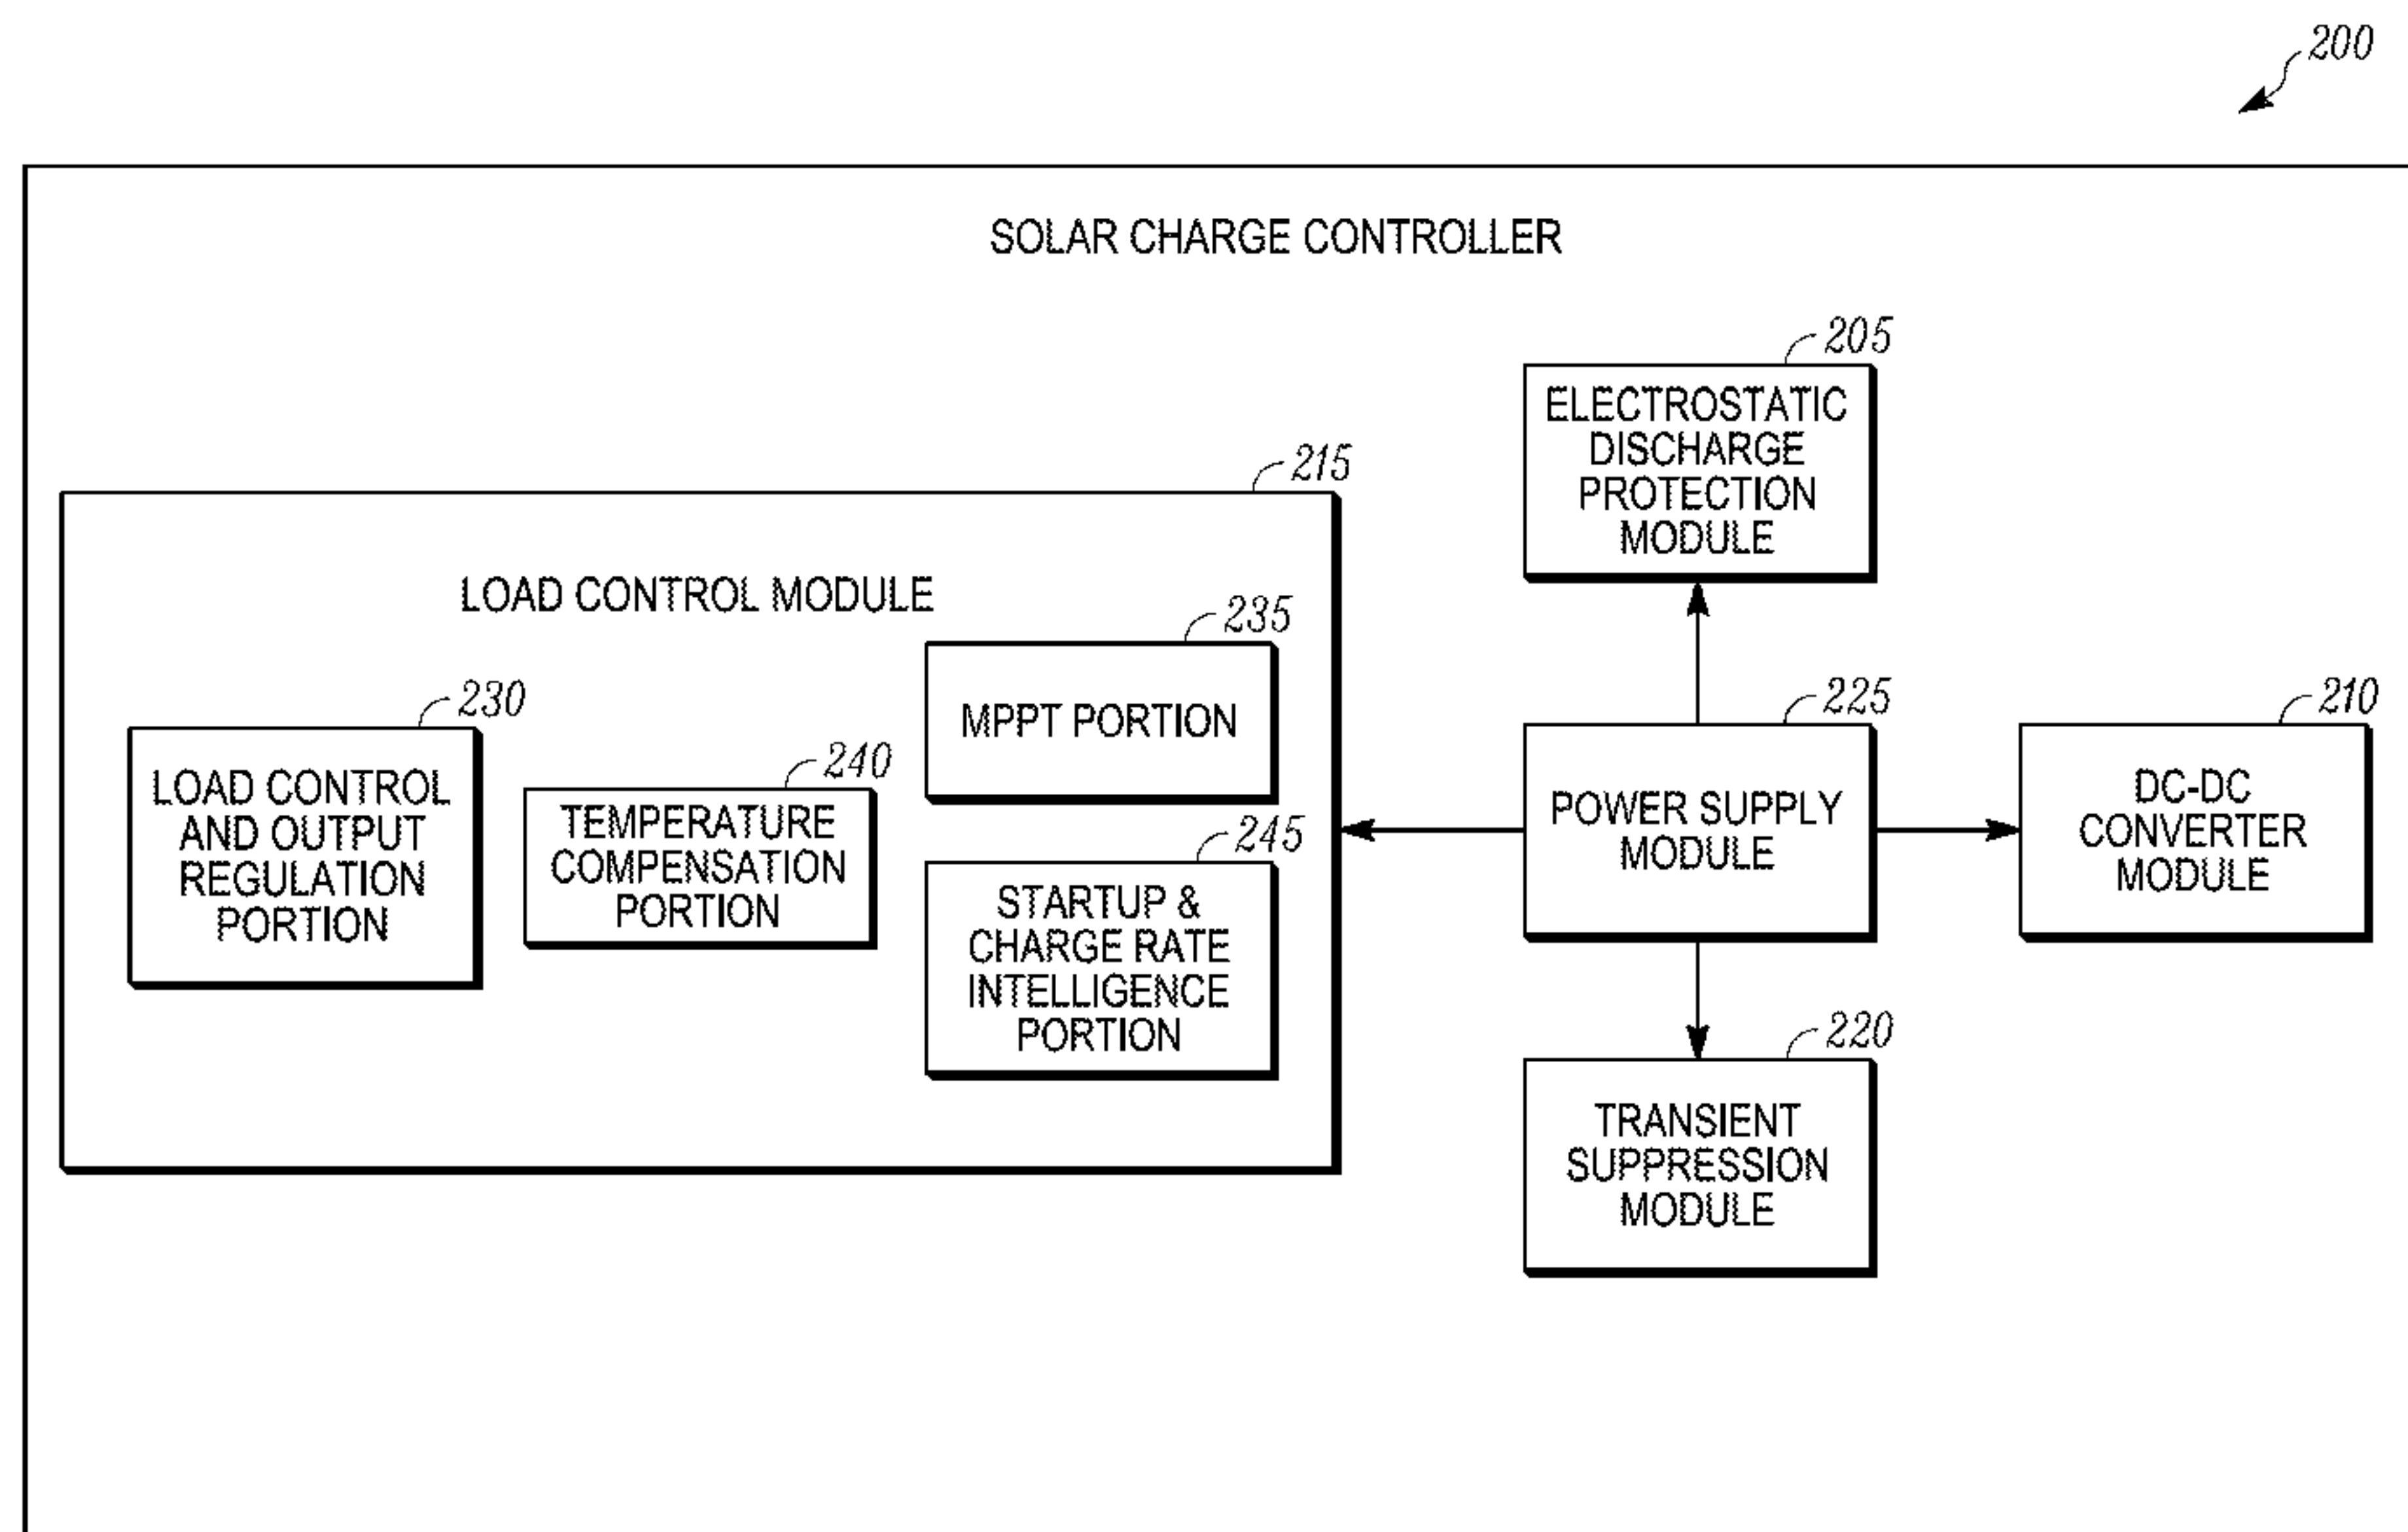 200
SOLAR CHARGE CONTROLLER
205
ELECTROSTATIC
DISCHARGE
PROTECTION
MODULE
215
LOAD CONTROL MODULE
235
MPPT PORTION
230
LOAD CONTROL
AND OUTPUT
REGULATION
PORTION
240
TEMPERATURE
COMPENSATION
PORTION
245
STARTUP &
CHARGE RATE
INTELLIGENCE
PORTION
225
POWER SUPPLY
MODULE
210
DC-DC
CONVERTER
MODULE
220
TRANSIENT
SUPPRESSION
MODULE